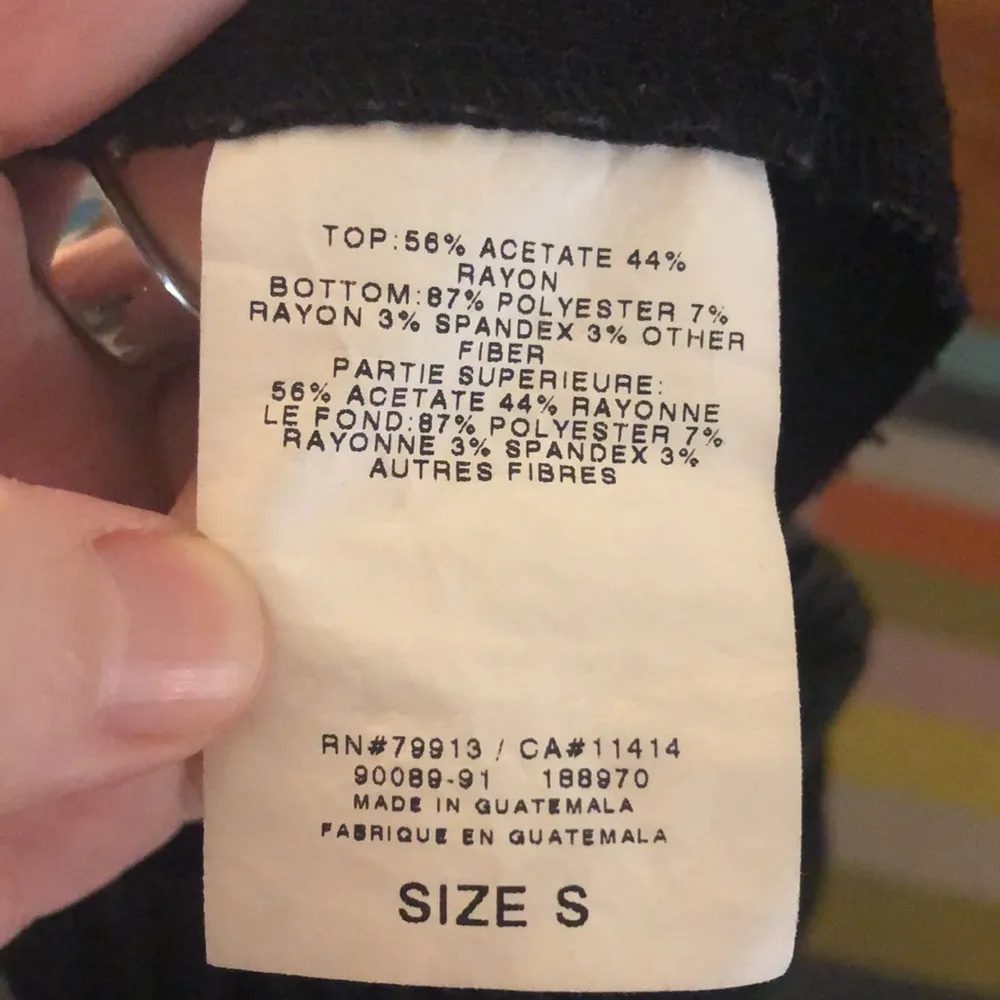 TOP:56% ACETATE 44%
RAYON
BOTTOM:87% POLYESTER 7%
RAYON 3% SPANDEX 3% OTHER
FIBER
PARTIE SUPERIEURE:
56% ACETATE 44% RAYONNE
LE FOND:87% POLYESTER 7%
RAYONNE 3% SPANDEX 3%
AUTRES FIBRES
RN#79913 / CA#11414
90089-91 188970
MADE IN GUATEMALA
FABRIQUE EN GUATEMALA
SIZE S